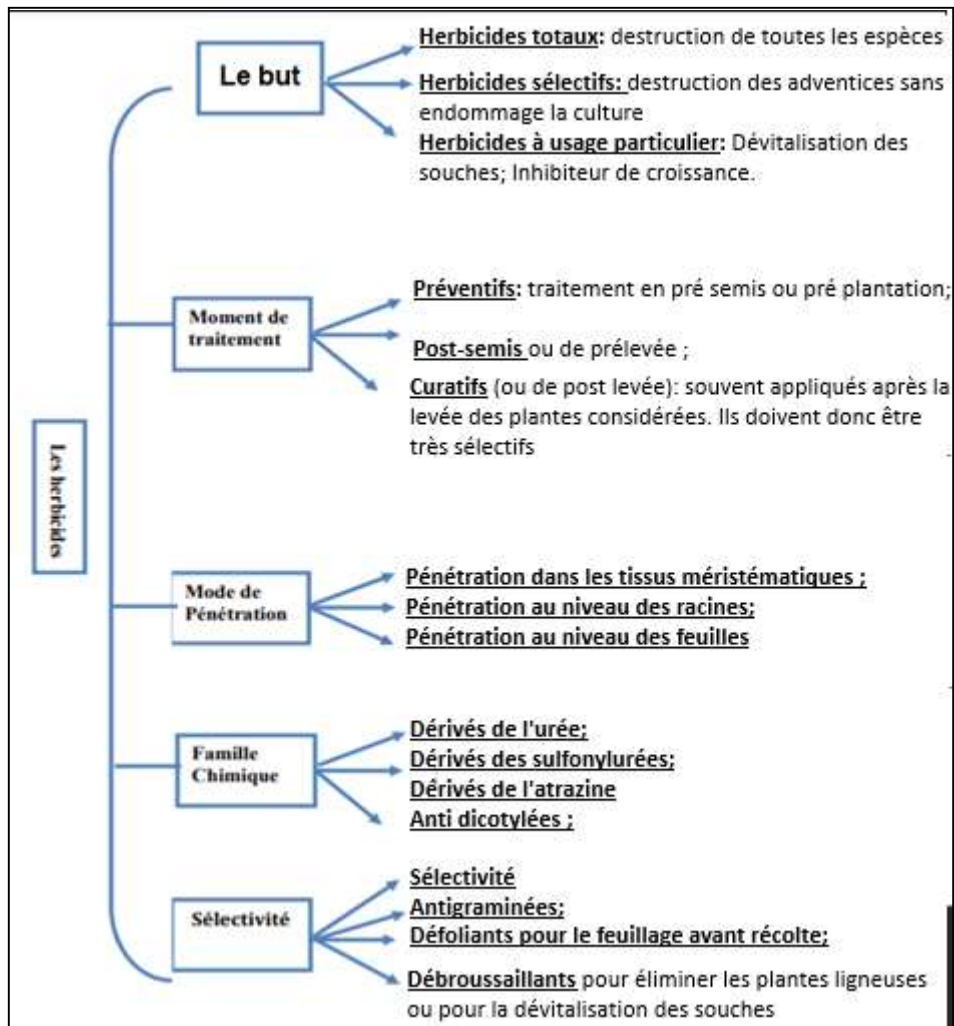 Les herbicides
Le but
Herbicides totaux: destruction de toutes les espèces
Herbicides sélectifs: destruction des adventices sans
endommage la culture
Herbicides à usage particulier: Dévitalisation des
souches; Inhibiteur de croissance.
Moment de
traitement
Préventifs: traitement en pré semis ou pré plantation;
Post-semis ou de prélevée ;
Curatifs (ou de post levée): souvent appliqués après la
levée des plantes considérées. Ils doivent donc être
très sélectifs
Mode de
Pénétration
Pénétration dans les tissus méristématiques ;
Pénétration au niveau des racines;
Pénétration au niveau des feuilles
Famille
Chimique
Dérivés de l'urée;
Dérivés des sulfonylurées;
Dérivés de l'atrazine
Anti dicotylées ;
Sélectivité
Sélectivité
Antigraminées;
Défoliants pour le feuillage avant récolte;
Débroussaillants pour éliminer les plantes ligneuses
ou pour la dévitalisation des souches